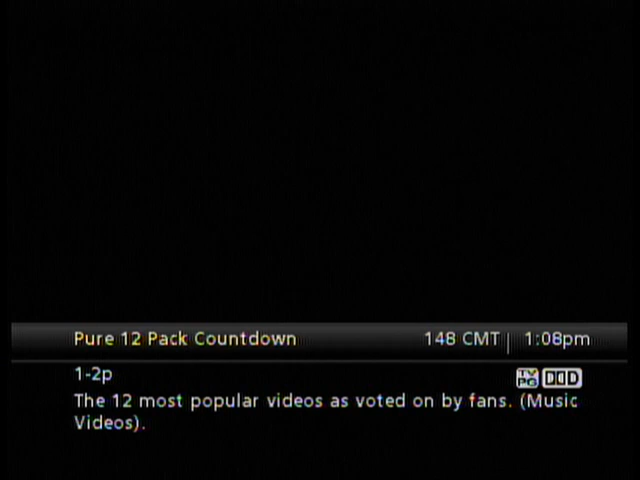 Pure 12 Pack Countdown 148 CMT 1:08pm
1-2p TV PG
The 12 most popular videos as voted on by fans. (Music
Videos).